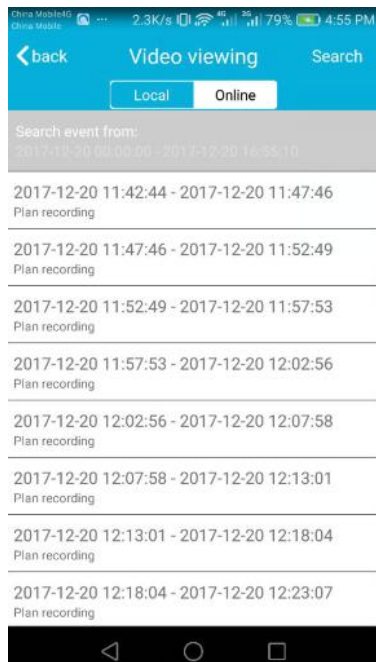 China Mobile4G
China Mobile
... 2.3K/s 4G 3G 79% 4:55 PM
back Video viewing Search
Local Online
Search event from:
2017-12-20 00:00:00 - 2017-12-20 16:55:10
2017-12-20 11:42:44 - 2017-12-20 11:47:46
Plan recording
2017-12-20 11:47:46 - 2017-12-20 11:52:49
Plan recording
2017-12-20 11:52:49 - 2017-12-20 11:57:53
Plan recording
2017-12-20 11:57:53 - 2017-12-20 12:02:56
Plan recording
2017-12-20 12:02:56 - 2017-12-20 12:07:58
Plan recording
2017-12-20 12:07:58 - 2017-12-20 12:13:01
Plan recording
2017-12-20 12:13:01 - 2017-12-20 12:18:04
Plan recording
2017-12-20 12:18:04 - 2017-12-20 12:23:07
Plan recording